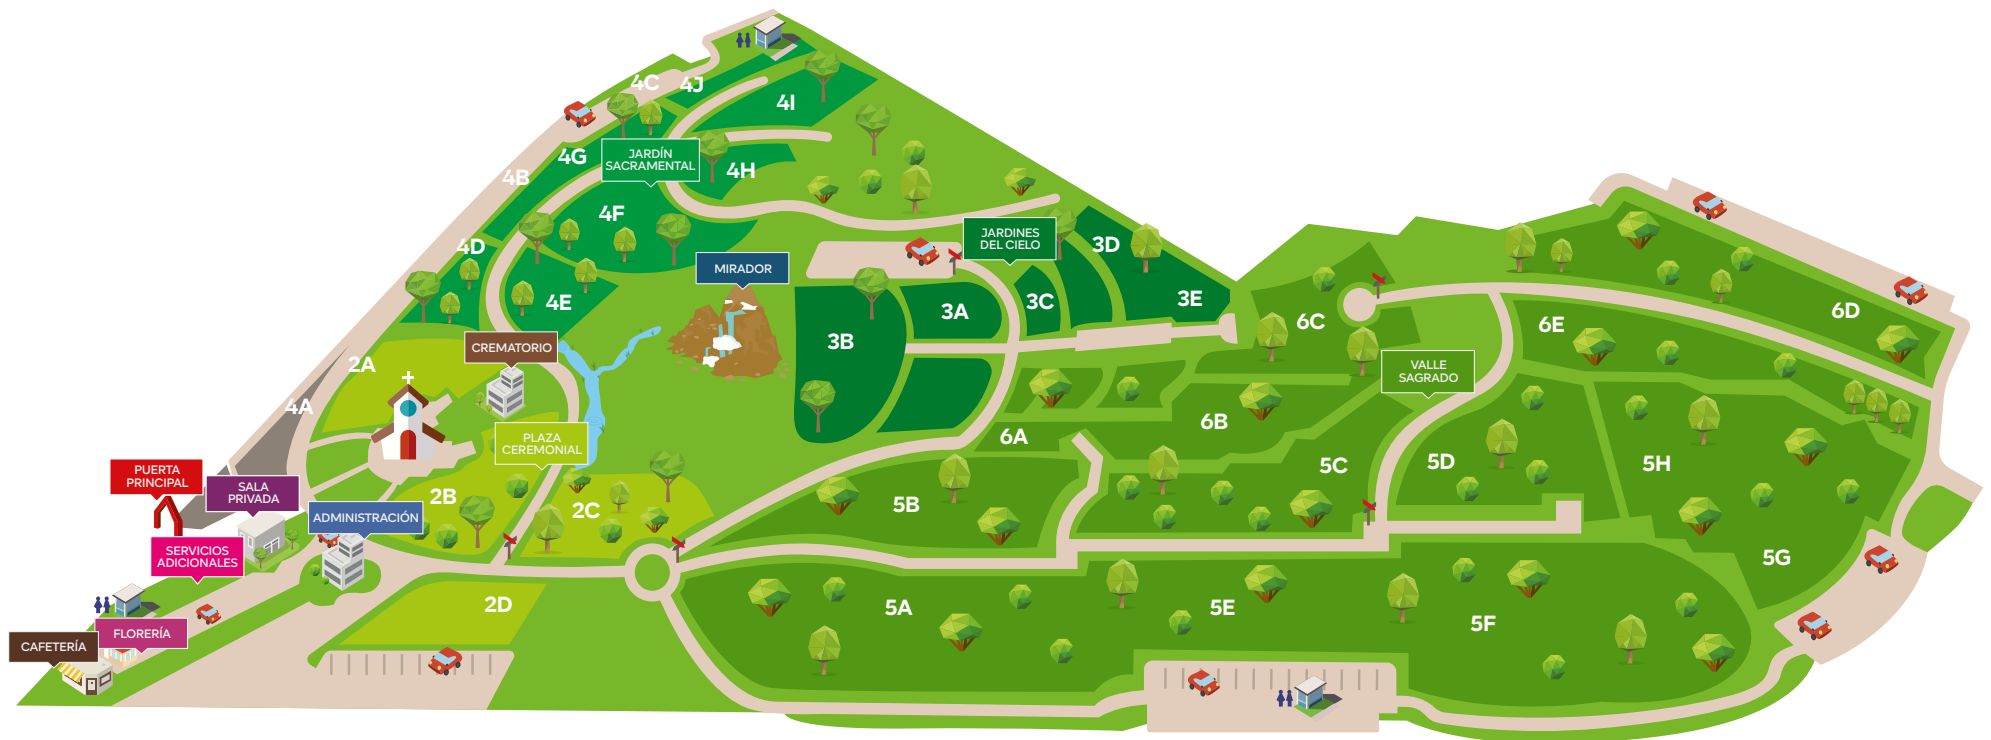 4C
4J
4I
4G
JARDÍN
SACRAMENTAL
4H
4B
4F
4D
JARDINES
DEL CIELO
3D
MIRADOR
4E
3A
3C
3E
3B
6C
6E
6D
2A
CREMATORIO
VALLE
SAGRADO
4A
PLAZA
CEREMONIAL
6A
6B
5C
5D
5H
PUERTA
PRINCIPAL
SALA
PRIVADA
2B
2C
5B
ADMINISTRACIÓN
SERVICIOS
ADICIONALES
5G
2D
5A
5E
5F
FLORERÍA
CAFETERÍA